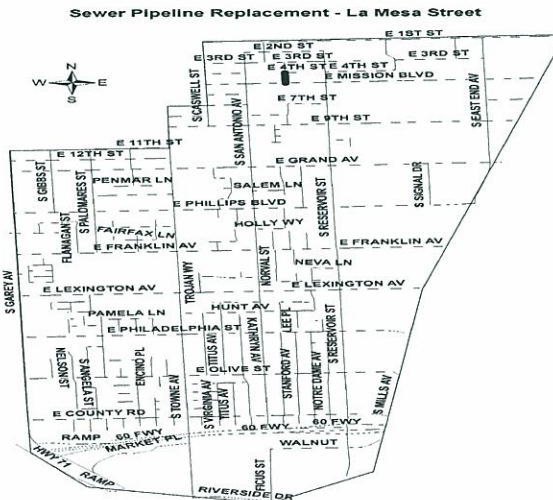 Sewer Pipeline Replacement - La Mesa Street
E 1ST ST
E 2ND ST
E 3RD ST
E 3RD ST
E 3RD ST
E 4TH ST
E 4TH ST
E MISSION BLVD
N
W
E
S
S CASWELL ST
S SAN ANTONIO AV
S EAST END AV
E 7TH ST
E 9TH ST
E 11TH ST
E 12TH ST
E GRAND AV
S GIBBS ST
S PALOMARES ST
PENMAR LN
SALEM LN
S SIGNAL DR
E PHILLIPS BLVD
S RESERVOIR ST
FLANAGAN ST
HOLLY WY
FAIRFAX LN
E FRANKLIN AV
E FRANKLIN AV
NORVAL ST
NEVA LN
S GAREY AV
TROJAN WY
E LEXINGTON AV
E LEXINGTON AV
HUNT AV
PAMELA LN
LEE PL
S RESERVOIR ST
E PHILADELPHIA ST
KATHRYN AV
TITUS AV
NELSON ST
S ANGELA ST
ENCINO PL
E OLIVE ST
STANFORD AV
NOTRE DAME AV
S TOWNE AV
S VIRGINIA AV
TITUS AV
S MILLS AV
E COUNTY RD
60 FWY
60 FWY
RAMP
60 FWY
MARKET PL
WALNUT
HWY 71
RAMP
TICUS ST
RIVERSIDE DR